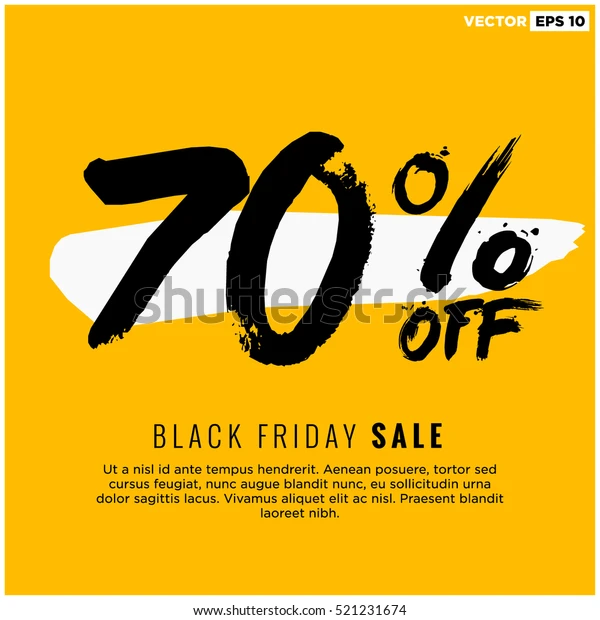 VECTOR EPS 10
70% OFF
BLACK FRIDAY SALE
Ut a nisl id ante tempus hendrerit. Aenean posuere, tortor sed
cursus feugiat, nunc augue blandit nunc, eu sollicitudin urna
dolor sagittis lacus. Vivamus aliquet elit ac nisl. Praesent blandit
laoreet nibh.
shutterstock
shutterstock.com · 521231674